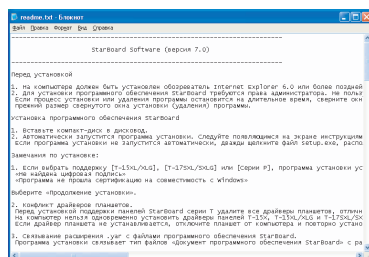 readme.txt - Блокнот
Файл Правка Формат Вид Справка
StarBoard Software (версия 7.0)
Перед установкой
1. На компьютере должен быть установлен обозреватель Internet Explorer 6.0 или более поздней
2. Для установки программного обеспечения StarBoard требуются права администратора. Не польз
Если процесс установки или удаления программы остановится на длительное время, сверните окн
прежний размер свернутого окна установки (удаления) программы.
Установка программного обеспечения StarBoard
1. Вставьте компакт-диск в дисковод.
2. Автоматически запустится программа установки. Следуйте появляющимся на экране инструкциям
Если программа установки не запустится автоматически, дважды щелкните файл setup.exe, распо
Замечания по установке:
1. Если выбрать поддержку [T-15XL/XLG], [T-17SXL/SXLG] или [Серии P], программа установки ус
«Не найдена цифровая подпись»
«Программа не прошла сертификацию на совместимость с Windows»
Выберите «Продолжение установки».
2. Конфликт драйверов планшетов.
Перед установкой поддержки панелей StarBoard серии T удалите все драйверы планшетов, отличн
На компьютер нельзя одновременно установить драйверы панелей T-15X, T-15XL/XLG и T-17SXL/SX
Если драйвер планшета не устанавливается, отключите планшет от компьютера и повторно устано
3. Связывание расширения .yar с файлами программного обеспечения StarBoard.
Программа установки связывает тип файлов «Документ программного обеспечения StarBoard» с ра